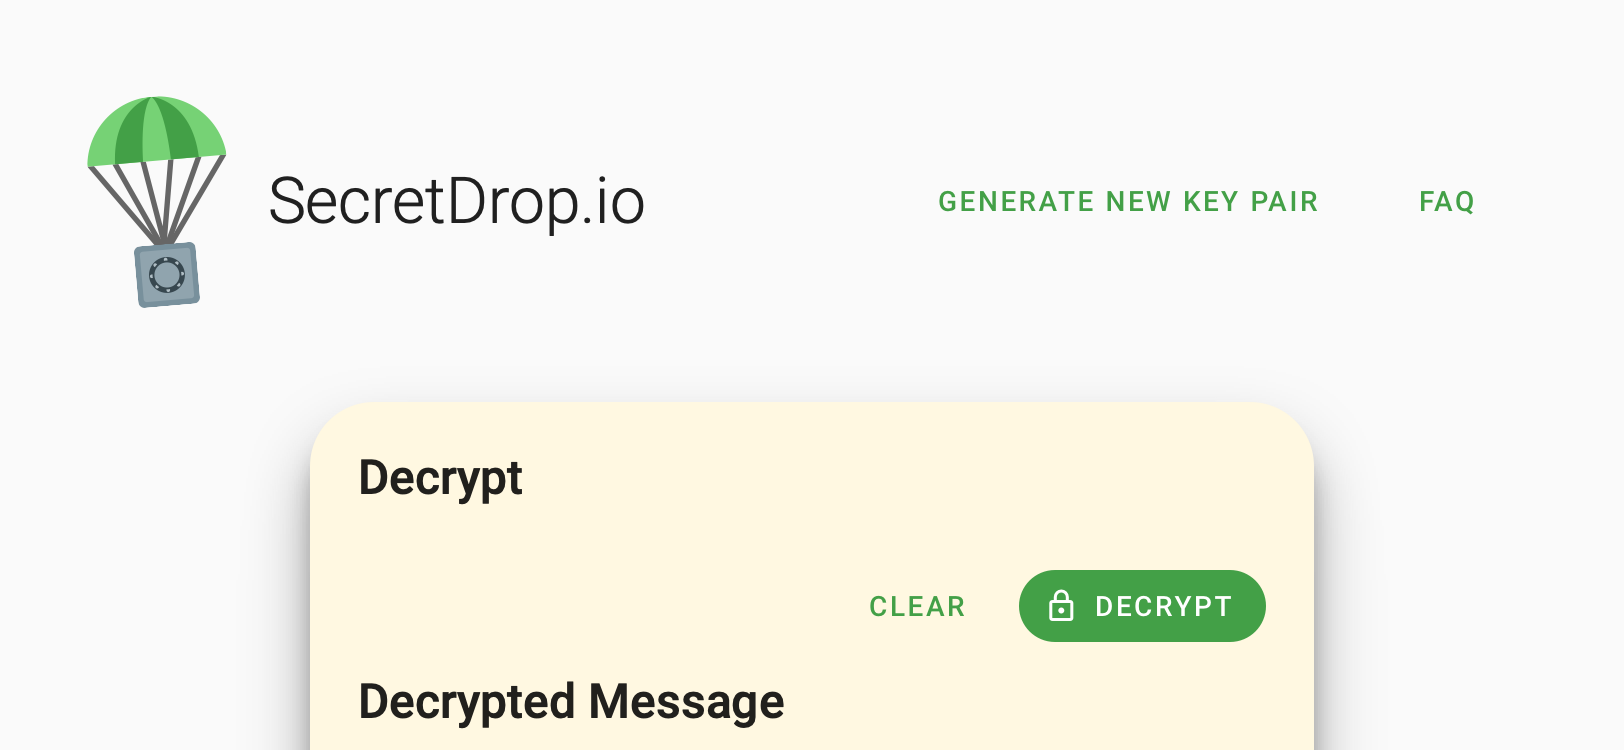 SecretDrop.io
GENERATE NEW KEY PAIR
FAQ
Decrypt
CLEAR
DECRYPT
Decrypted Message